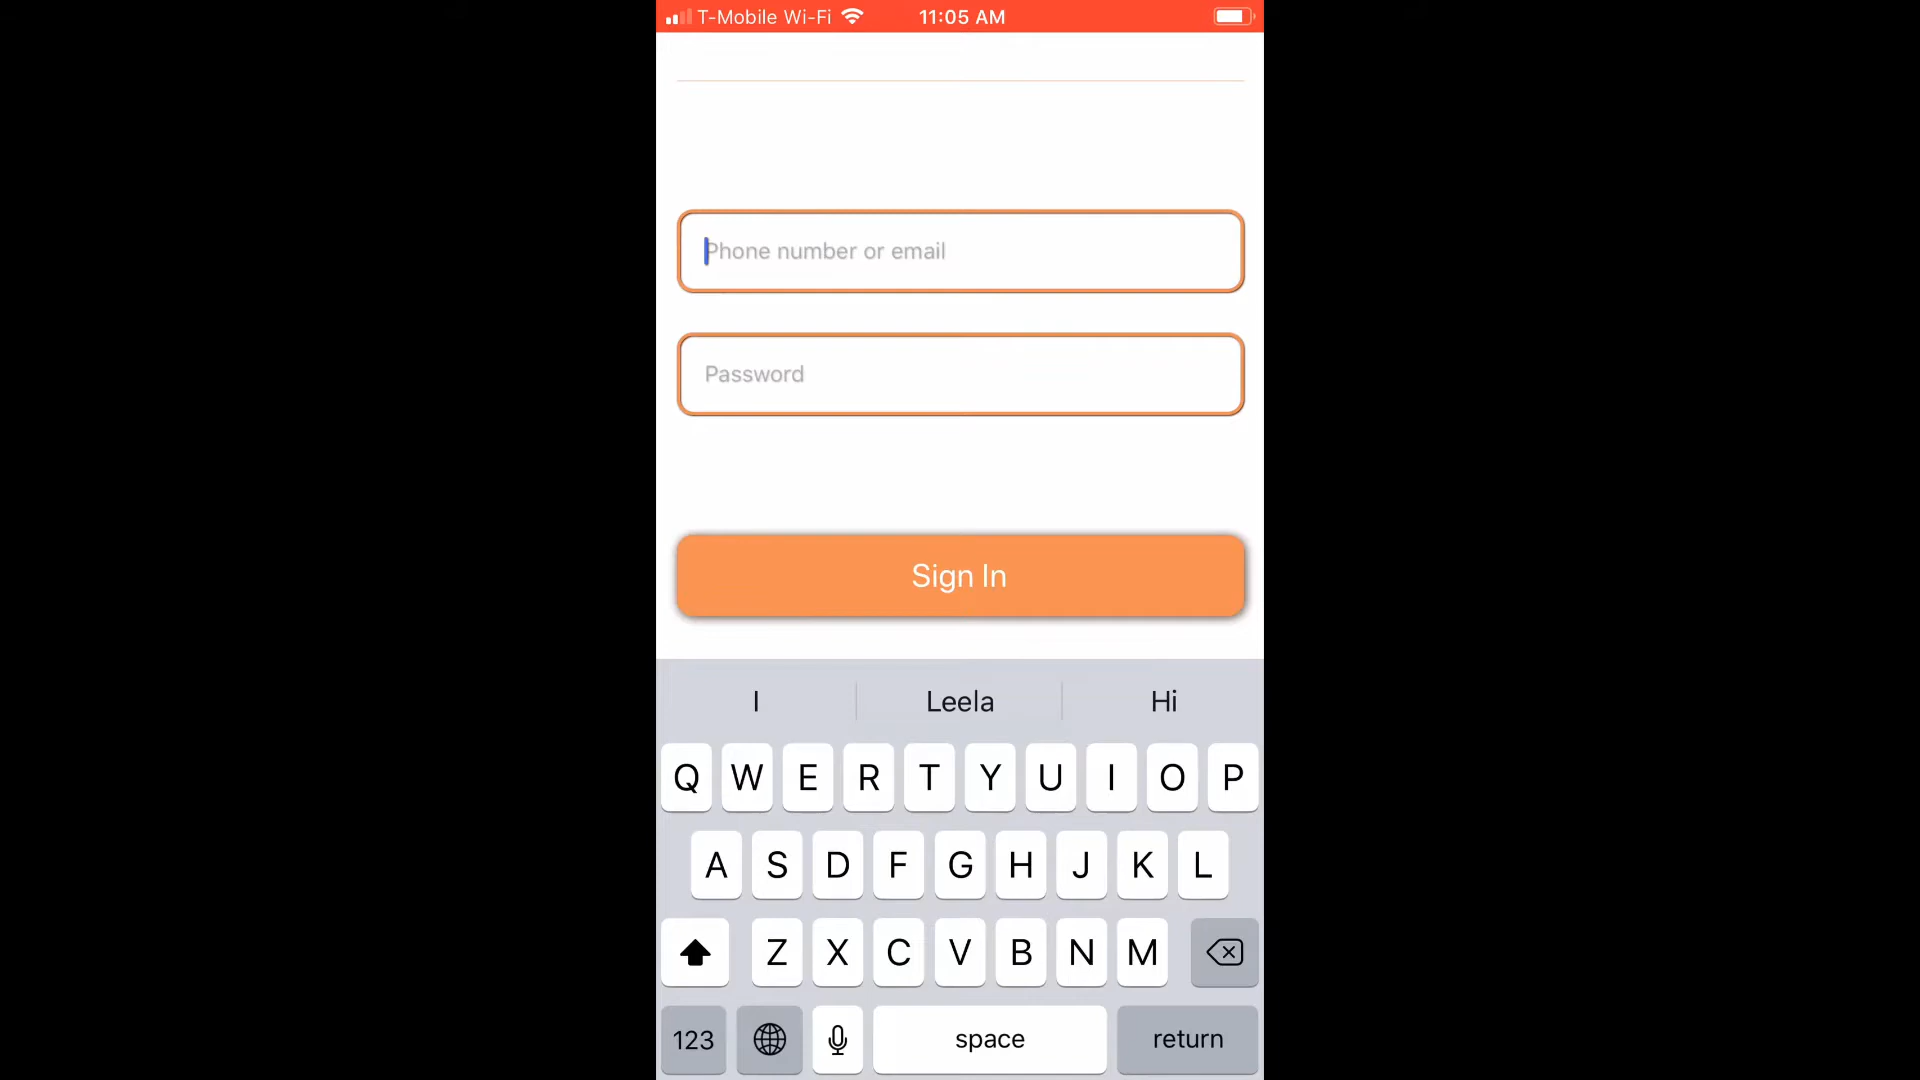 T-Mobile Wi-Fi 11:05 AM
Phone number or email
Password
Sign In
I Leela Hi
Q W E R T Y U I O P
A S D F G H J K L
Z X C V B N M
123 space return